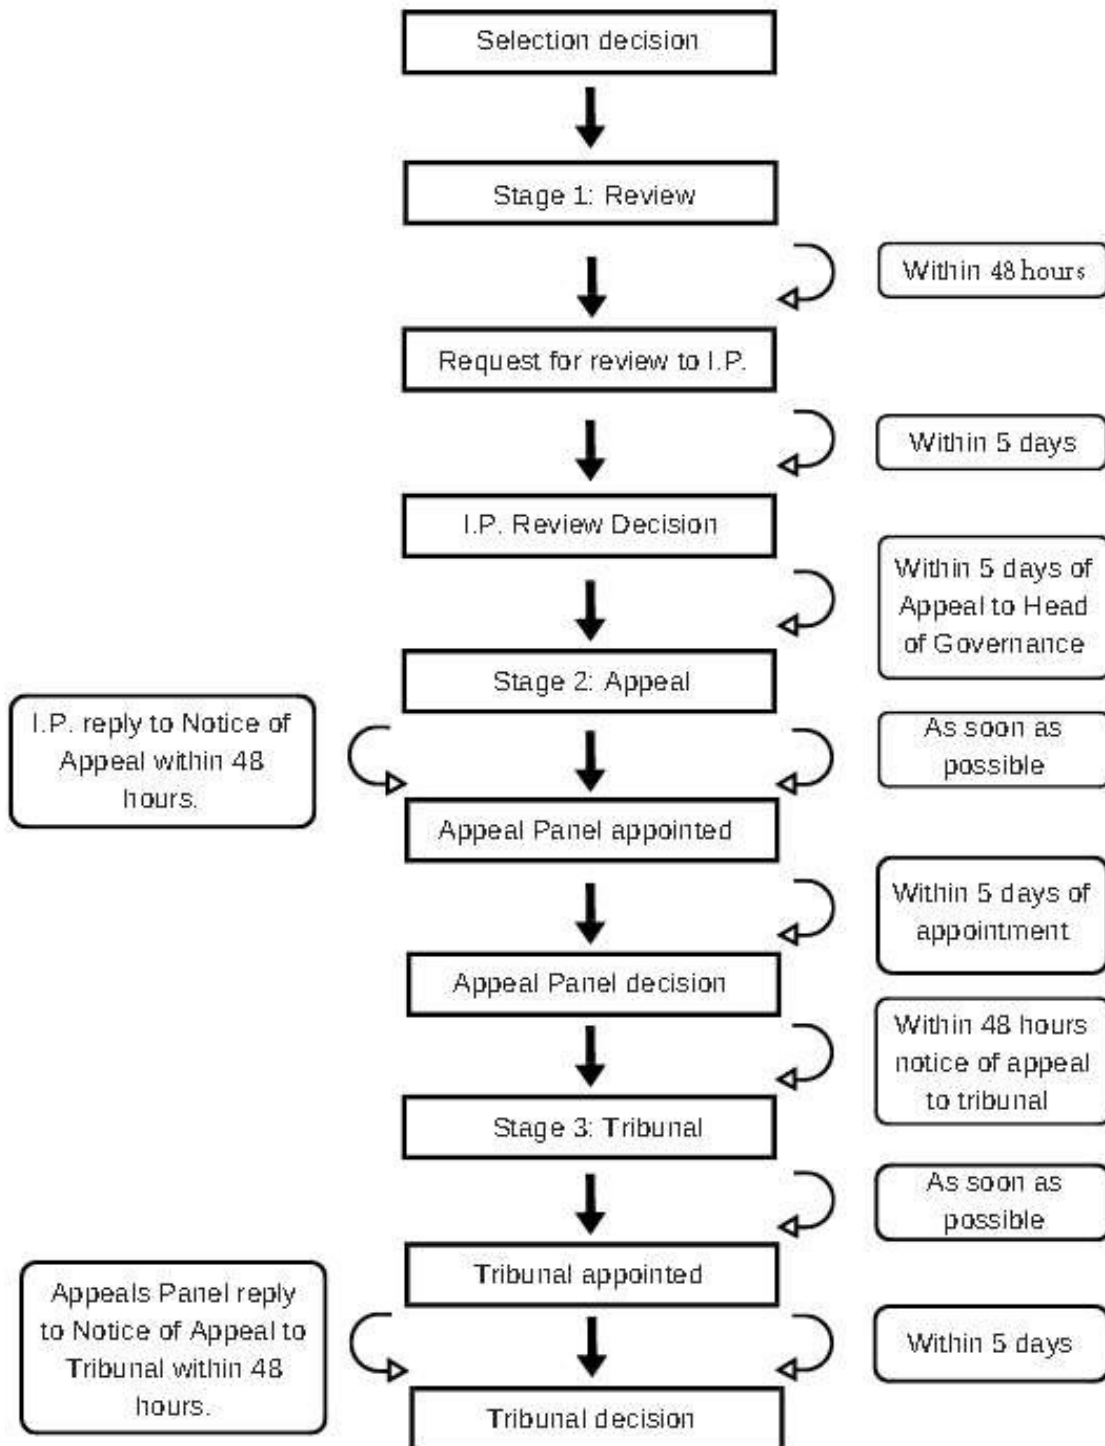 Selection decision
Stage 1: Review
Within 48 hours
Request for review to I.P.
Within 5 days
I.P. Review Decision
Within 5 days of
Appeal to Head
of Governance
Stage 2: Appeal
I.P. reply to Notice of
Appeal within 48
hours.
As soon as
possible
Appeal Panel appointed
Within 5 days of
appointment
Appeal Panel decision
Within 48 hours
notice of appeal
to tribunal
Stage 3: Tribunal
As soon as
possible
Tribunal appointed
Appeals Panel reply
to Notice of Appeal to
Tribunal within 48
hours.
Within 5 days
Tribunal decision